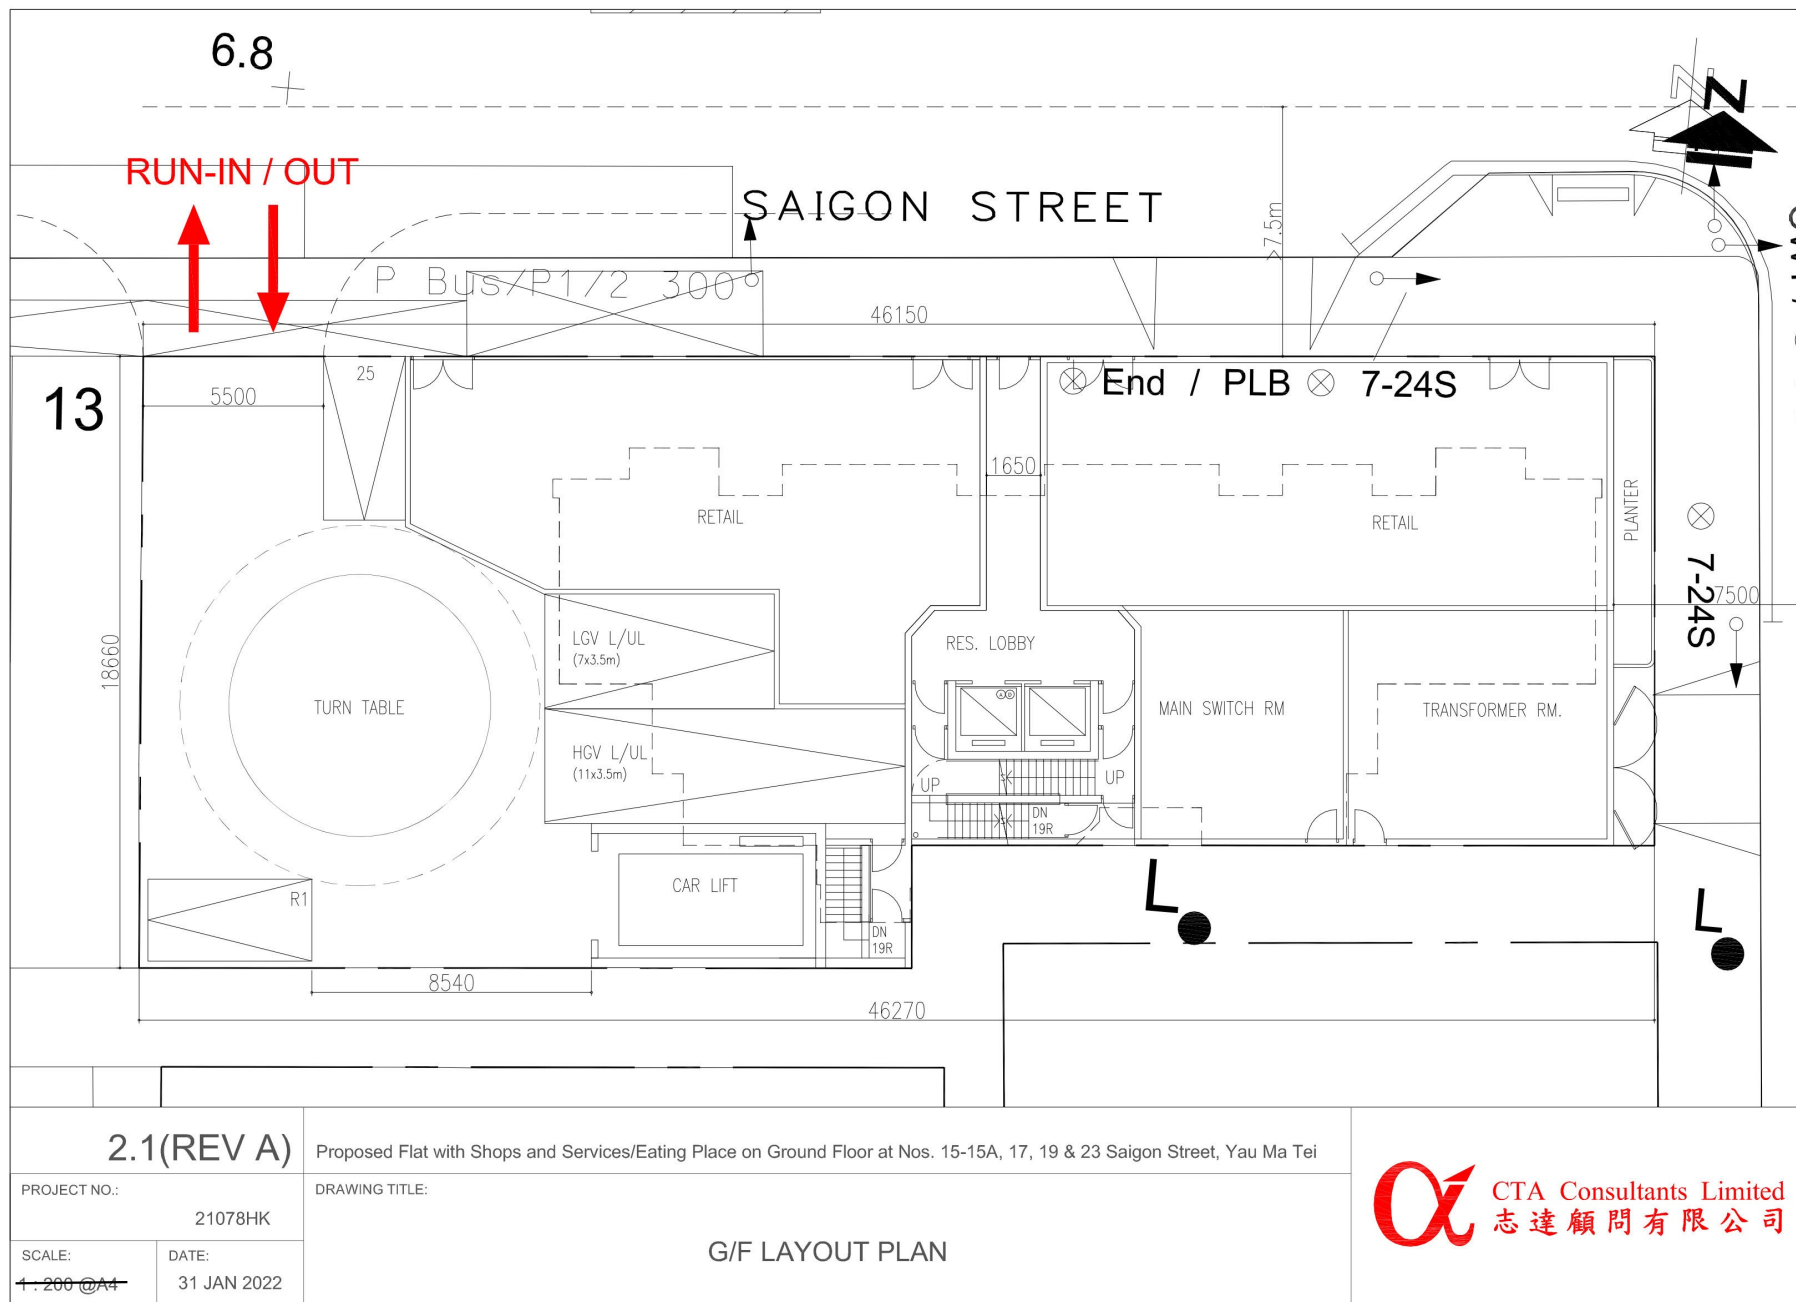 6.8
RUN-IN / OUT
SAIGON STREET
N
>7.5m
P Bus/P1/2 300
46150
13
25
5500
End / PLB
7-24S
1650
RETAIL
RETAIL
PLANTER
7-24S
7500
18660
LGV L/UL
(7x3.5m)
RES. LOBBY
TURN TABLE
MAIN SWITCH RM
TRANSFORMER RM.
HGV L/UL
(11x3.5m)
UP
UP
DN
19R
CAR LIFT
R1
DN
19R
L
L
8540
46270
2.1(REV A)
Proposed Flat with Shops and Services/Eating Place on Ground Floor at Nos. 15-15A, 17, 19 & 23 Saigon Street, Yau Ma Tei
PROJECT NO.:
21078HK
DRAWING TITLE:
G/F LAYOUT PLAN
SCALE:
1 : 200 @A4
DATE:
31 JAN 2022
CTA Consultants Limited
志達顧問有限公司